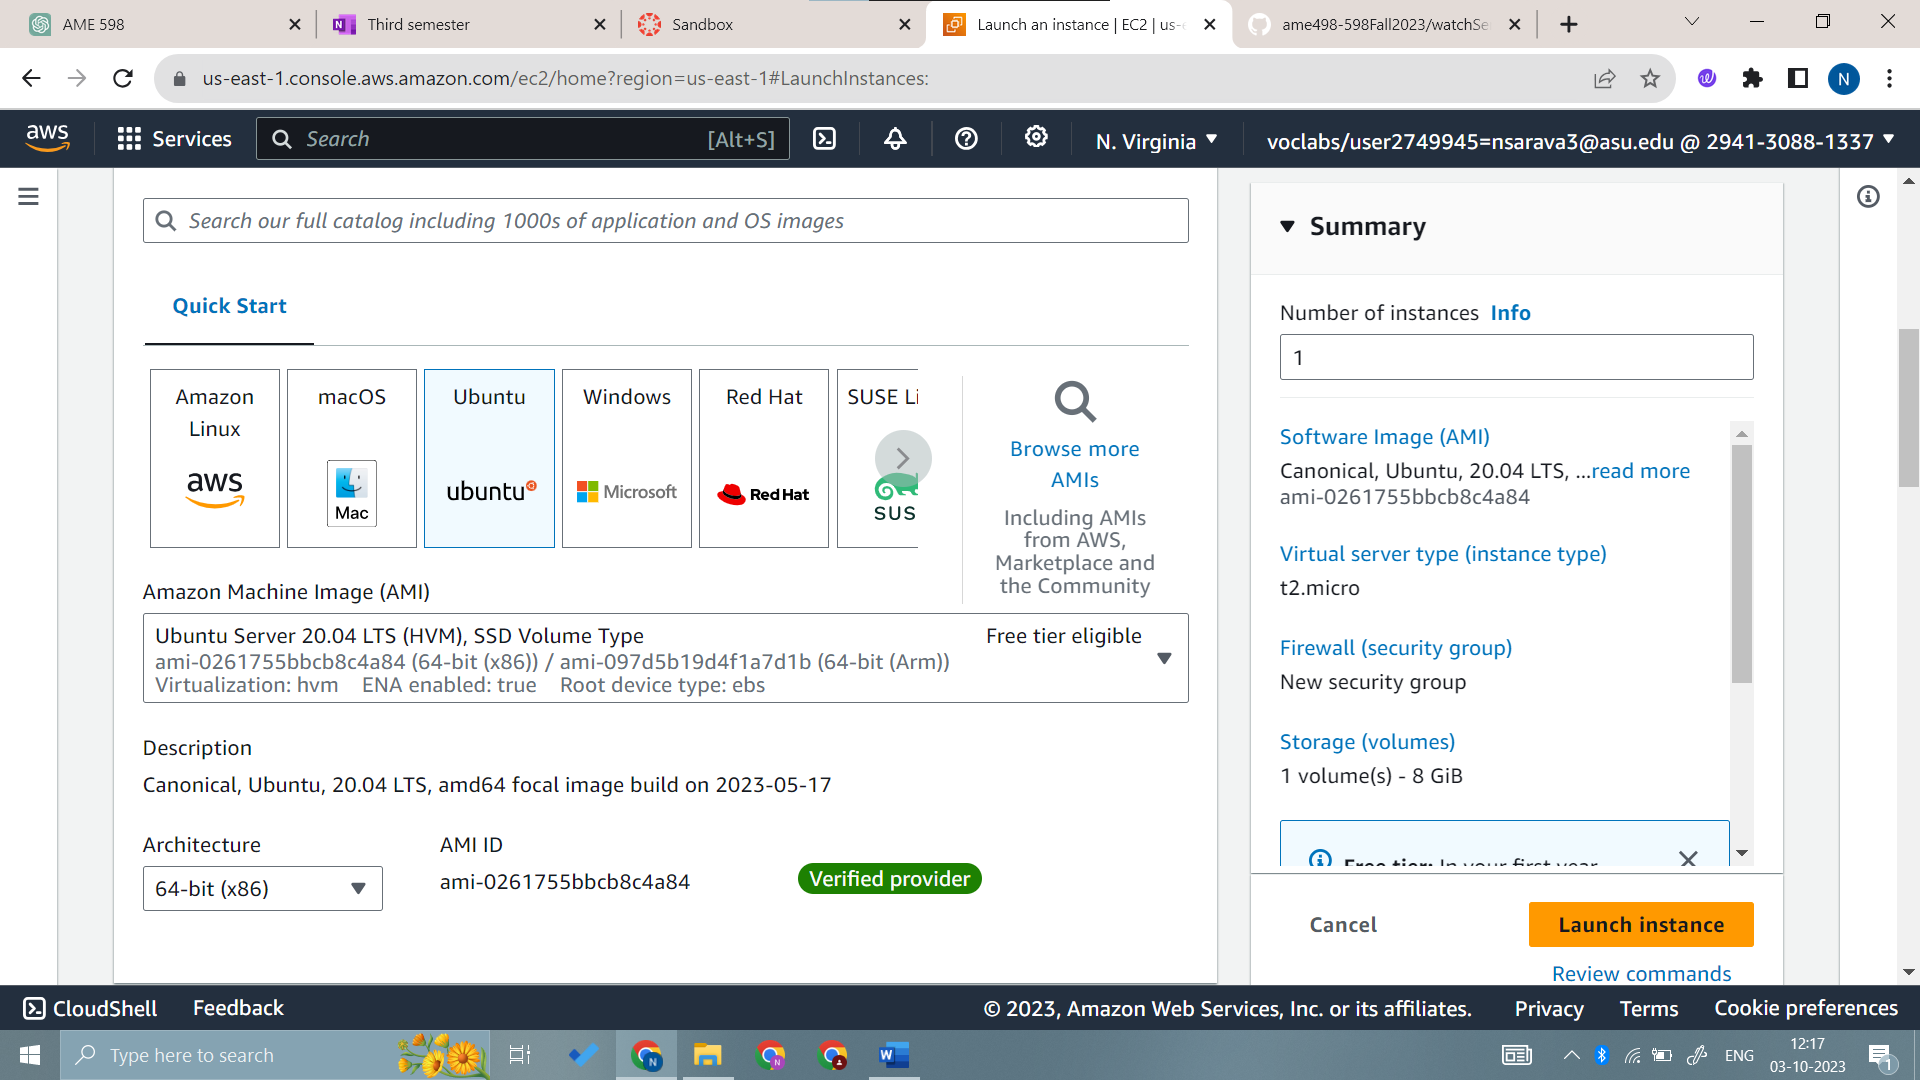 AME 598
Third semester
Sandbox
Launch an instance | EC2 | us-e
ame498-598Fall2023/watchSe
us-east-1.console.aws.amazon.com/ec2/home?region=us-east-1#LaunchInstances:
N
aws
Services
Search
[Alt+S]
N. Virginia
voclabs/user2749945=nsarava3@asu.edu @ 2941-3088-1337
Search our full catalog including 1000s of application and OS images
Quick Start
Amazon
Linux
aws
macOS
Mac
Ubuntu
ubuntu
Windows
Microsoft
Red Hat
Red Hat
SUSE Li
SUS
Browse more
AMIs
Including AMIs
from AWS,
Marketplace and
the Community
Amazon Machine Image (AMI)
Ubuntu Server 20.04 LTS (HVM), SSD Volume Type
Free tier eligible
ami-0261755bbcb8c4a84 (64-bit (x86)) / ami-097d5b19d4f1a7d1b (64-bit (Arm))
Virtualization: hvm ENA enabled: true Root device type: ebs
Description
Canonical, Ubuntu, 20.04 LTS, amd64 focal image build on 2023-05-17
Architecture
64-bit (x86)
AMI ID
ami-0261755bbcb8c4a84
Verified provider
Summary
Number of instances Info
1
Software Image (AMI)
Canonical, Ubuntu, 20.04 LTS, ...read more
ami-0261755bbcb8c4a84
Virtual server type (instance type)
t2.micro
Firewall (security group)
New security group
Storage (volumes)
1 volume(s) - 8 GiB
Free tier: In your first year
Cancel
Launch instance
Review commands
CloudShell
Feedback
© 2023, Amazon Web Services, Inc. or its affiliates.
Privacy
Terms
Cookie preferences
Type here to search
ENG
12:17
03-10-2023
1